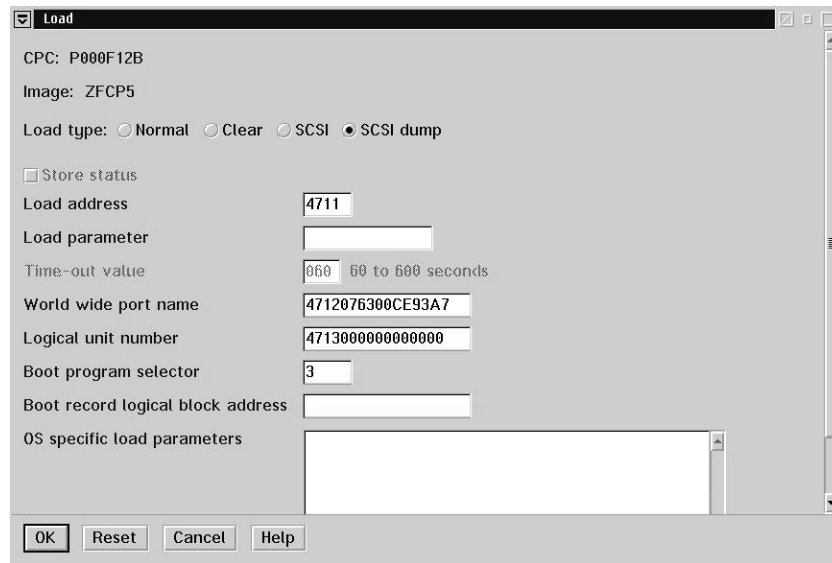 Load
CPC: P000F12B
Image: ZFCP5
Load type: Normal Clear SCSI SCSI dump
Store status
Load address 4711
Load parameter
Time-out value 060 60 to 600 seconds
World wide port name 4712076300CE93A7
Logical unit number 4713000000000000
Boot program selector 3
Boot record logical block address
OS specific load parameters
OK Reset Cancel Help